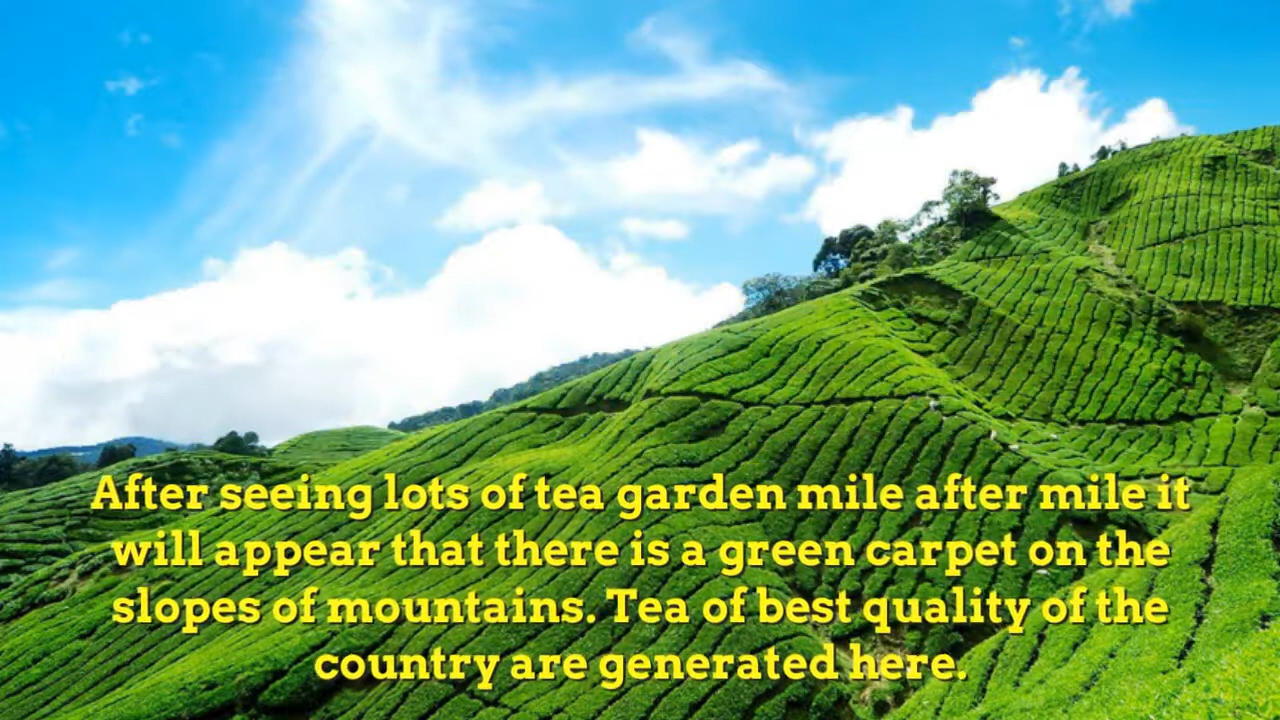 After seeing lots of tea garden mile after mile it
will appear that there is a green carpet on the
slopes of mountains. Tea of best quality of the
country are generated here.